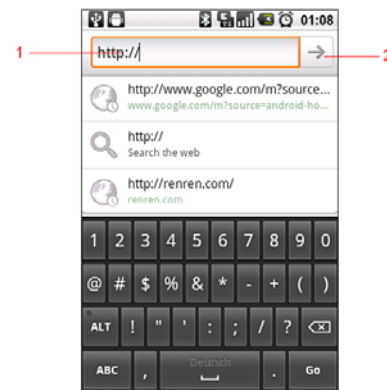 01:08
1
http://
2
http://www.google.com/m?source...
www.google.com/m?source=android-ho...
http://
Search the web
http://renren.com/
renren.com
1 2 3 4 5 6 7 8 9 0
@ # $ % & * - + ( )
ALT ! " ' : ; / ?
ABC , Deutsch . Go